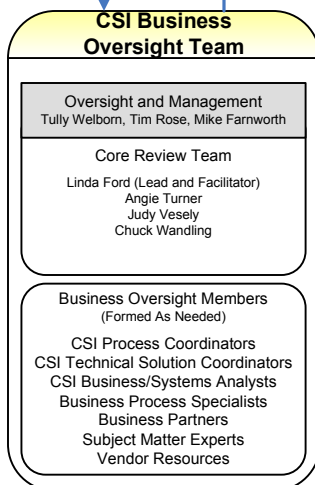 CSI Business
Oversight Team
Oversight and Management
Tully Welborn, Tim Rose, Mike Farnworth
Core Review Team
Linda Ford (Lead and Facilitator)
Angie Turner
Judy Vesely
Chuck Wandling
Business Oversight Members
(Formed As Needed)
CSI Process Coordinators
CSI Technical Solution Coordinators
CSI Business/Systems Analysts
Business Process Specialists
Business Partners
Subject Matter Experts
Vendor Resources